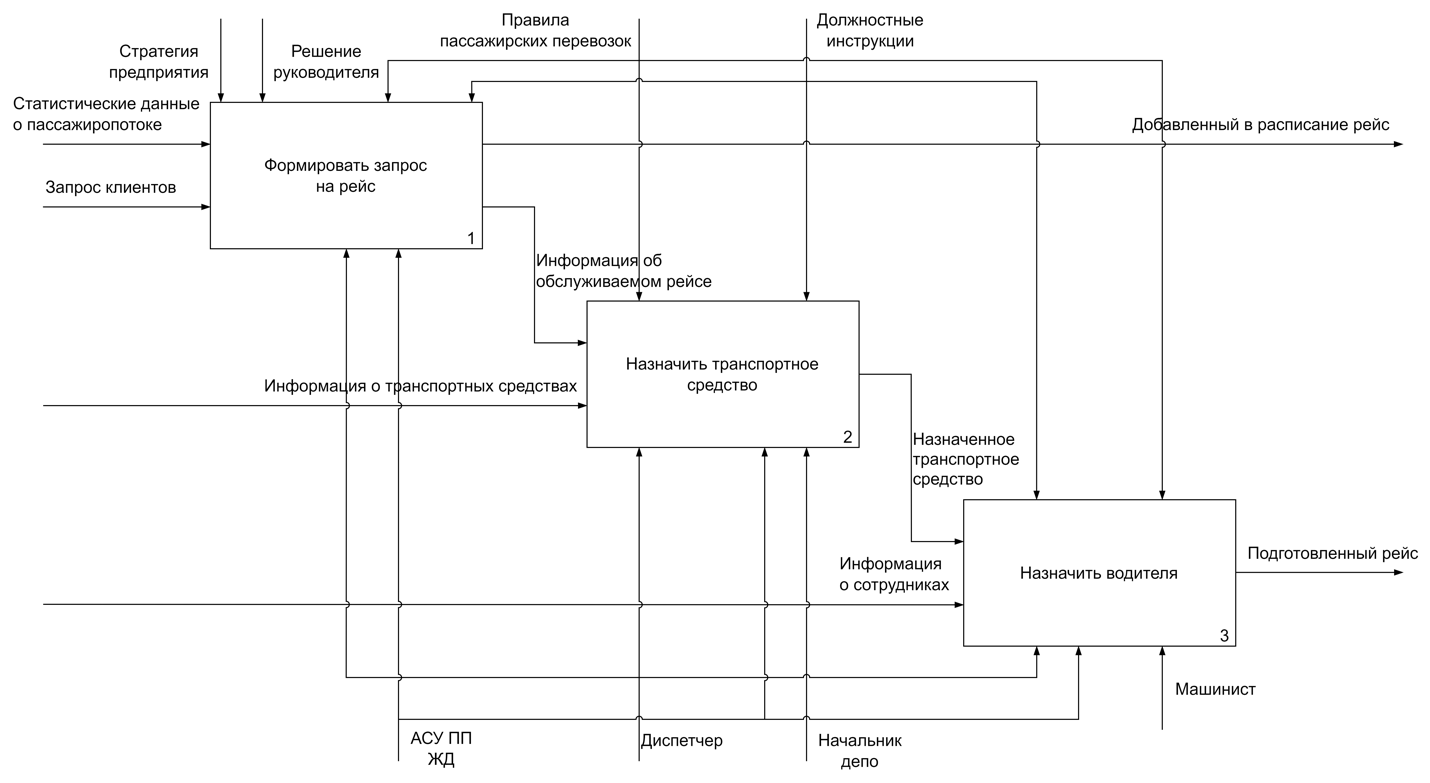 Правила
пассажирских перевозок
Должностные
инструкции
Стратегия
предприятия
Решение
руководителя
Статистические данные
о пассажиропотоке
Добавленный в расписание рейс
Формировать запрос
на рейс
Запрос клиентов
1
Информация об
обслуживаемом рейсе
Назначить транспортное
средство
Информация о транспортных средствах
2
Назначенное
транспортное
средство
Подготовленный рейс
Информация
о сотрудниках
Назначить водителя
3
Машинист
АСУ ПП
ЖД
Диспетчер
Начальник
депо